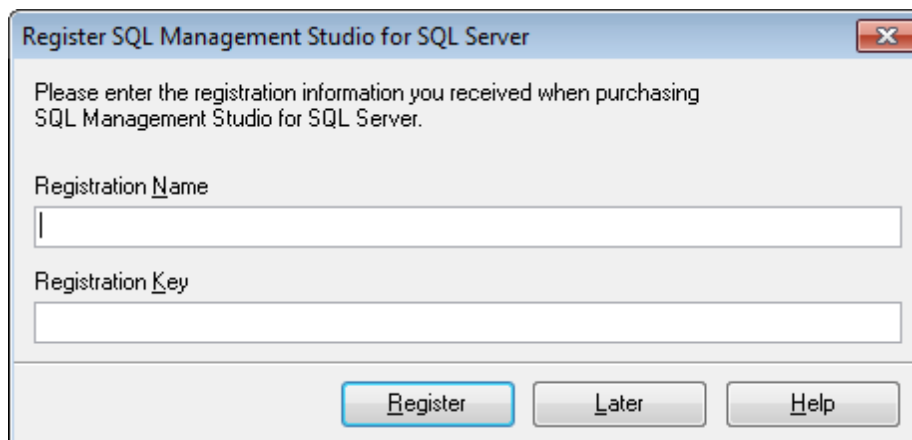 Register SQL Management Studio for SQL Server
Please enter the registration information you received when purchasing
SQL Management Studio for SQL Server.
Registration Name
Registration Key
Register
Later
Help